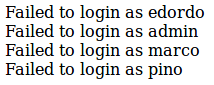 Failed to login as edordo
Failed to login as admin
Failed to login as marco
Failed to login as pino